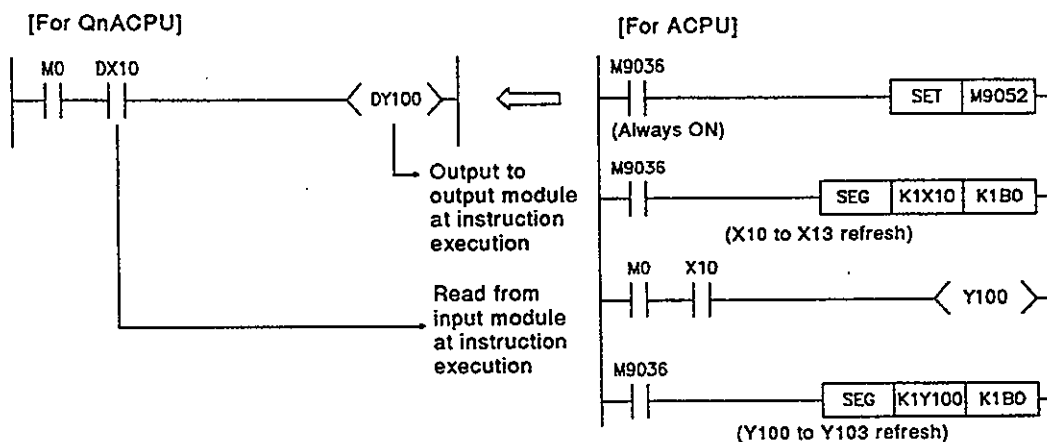 [For QnACPU]
M0 DX10
DY100
Output to
output module
at instruction
execution
Read from
input module
at instruction
execution
[For ACPU]
M9036
SET M9052
(Always ON)
M9036
SEG K1X10 K1B0
(X10 to X13 refresh)
M0 X10
Y100
M9036
SEG K1Y100 K1B0
(Y100 to Y103 refresh)